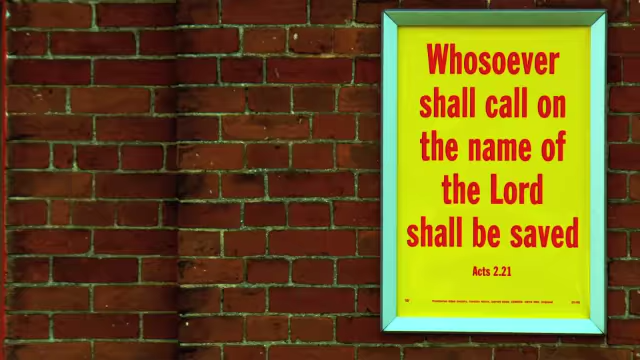 Whosoever
shall call on
the name of
the Lord
shall be saved
Acts 2.21